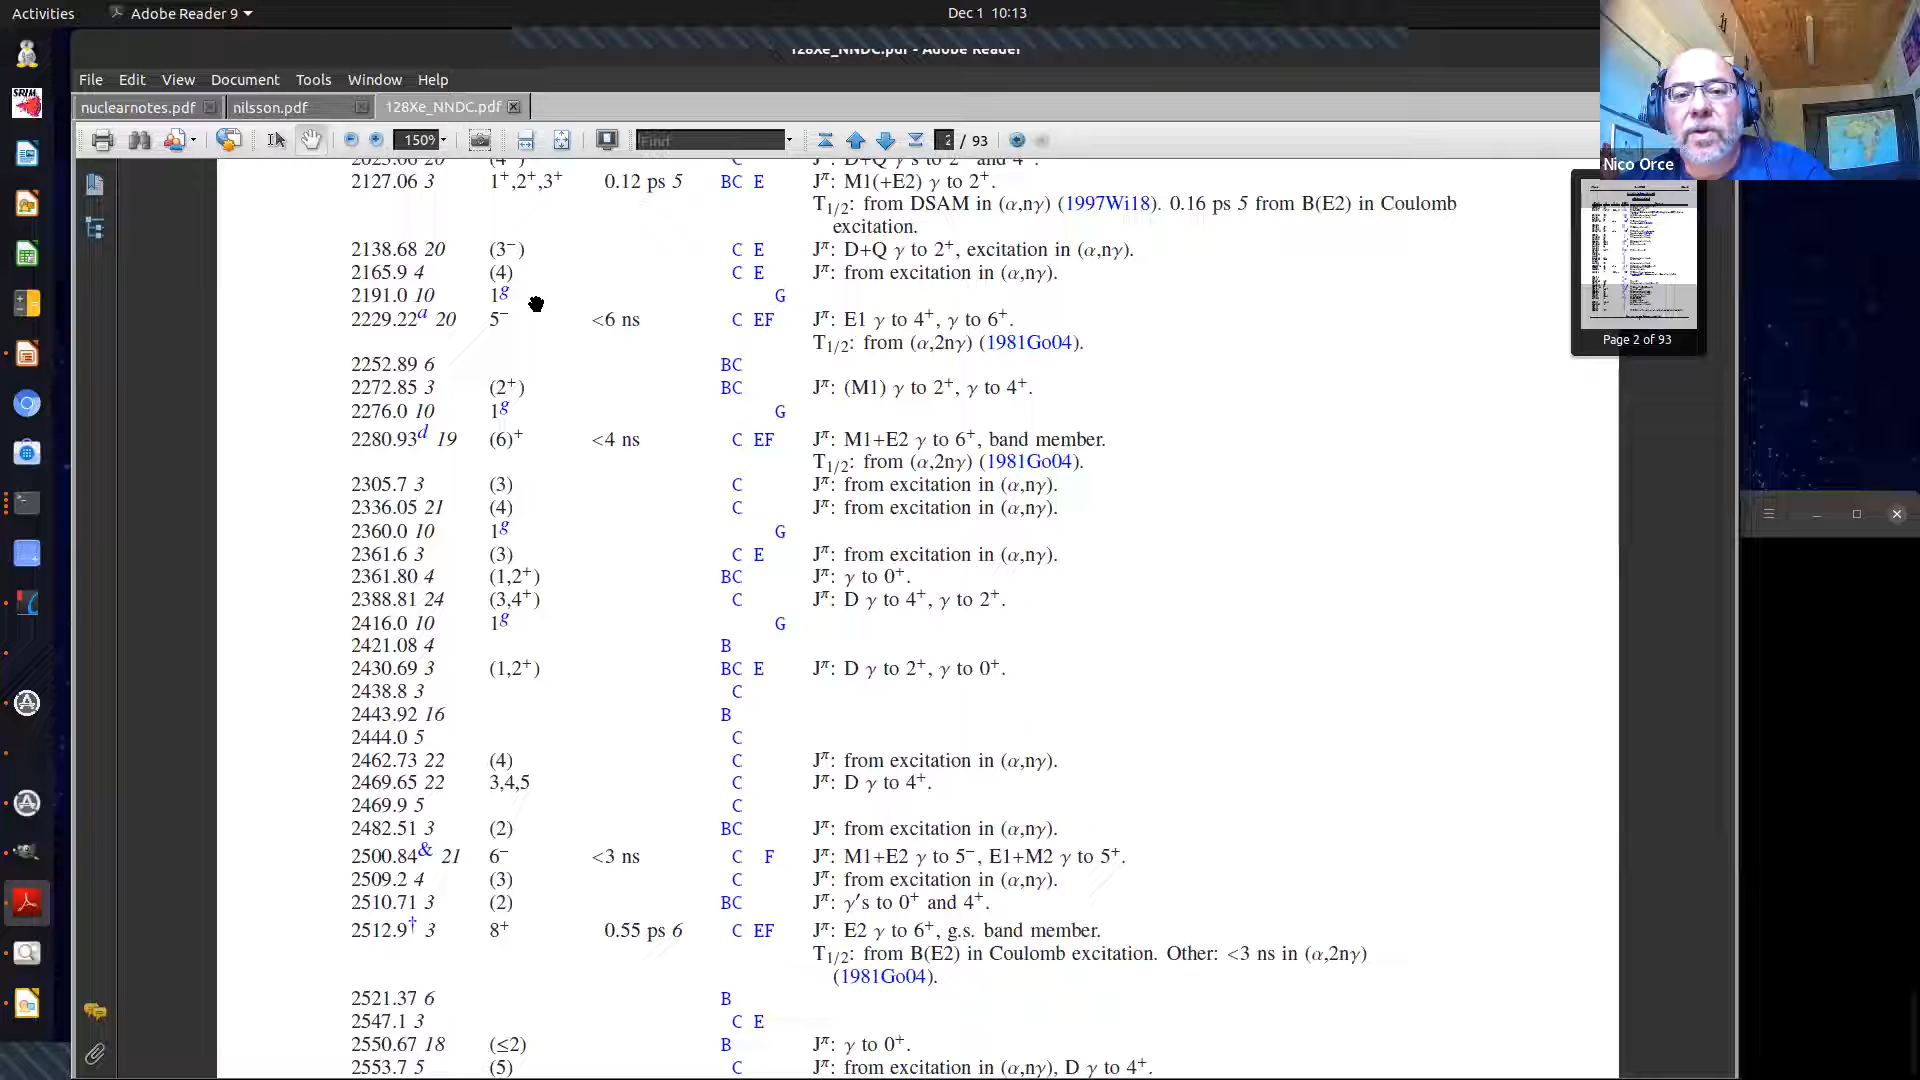 Activities
Adobe Reader 9
Dec 1 10:13
128Xe_NNDC.pdf - Adobe Reader
File Edit View Document Tools Window Help
nuclearnotes.pdf
nilsson.pdf
128Xe_NNDC.pdf
SRIM
150%
Find
2 / 93
Nico Orce
Page 2 of 93
2127.06 3 1⁺,2⁺,3⁺ 0.12 ps 5 BC E Jπ: M1(+E2) γ to 2⁺.
T1/2: from DSAM in (α,nγ) (1997Wi18). 0.16 ps 5 from B(E2) in Coulomb
excitation.
2138.68 20 (3⁻) C E Jπ: D+Q γ to 2⁺, excitation in (α,nγ).
2165.9 4 (4) C E Jπ: from excitation in (α,nγ).
2191.0 10 1g G
2229.22a 20 5⁻ <6 ns C EF Jπ: E1 γ to 4⁺, γ to 6⁺.
T1/2: from (α,2nγ) (1981Go04).
2252.89 6 BC
2272.85 3 (2⁺) BC Jπ: (M1) γ to 2⁺, γ to 4⁺.
2276.0 10 1g G
2280.93d 19 (6)⁺ <4 ns C EF Jπ: M1+E2 γ to 6⁺, band member.
T1/2: from (α,2nγ) (1981Go04).
2305.7 3 (3) C Jπ: from excitation in (α,nγ).
2336.05 21 (4) C Jπ: from excitation in (α,nγ).
2360.0 10 1g G
2361.6 3 (3) C E Jπ: from excitation in (α,nγ).
2361.80 4 (1,2⁺) BC Jπ: γ to 0⁺.
2388.81 24 (3,4⁺) C Jπ: D γ to 4⁺, γ to 2⁺.
2416.0 10 1g G
2421.08 4 B
2430.69 3 (1,2⁺) BC E Jπ: D γ to 2⁺, γ to 0⁺.
2438.8 3 C
2443.92 16 B
2444.0 5 C
2462.73 22 (4) C Jπ: from excitation in (α,nγ).
2469.65 22 3,4,5 C Jπ: D γ to 4⁺.
2469.9 5 C
2482.51 3 (2) BC Jπ: from excitation in (α,nγ).
2500.84& 21 6⁻ <3 ns C F Jπ: M1+E2 γ to 5⁻, E1+M2 γ to 5⁺.
2509.2 4 (3) C Jπ: from excitation in (α,nγ).
2510.71 3 (2) BC Jπ: γ′s to 0⁺ and 4⁺.
2512.9† 3 8⁺ 0.55 ps 6 C EF Jπ: E2 γ to 6⁺, g.s. band member.
T1/2: from B(E2) in Coulomb excitation. Other: <3 ns in (α,2nγ)
(1981Go04).
2521.37 6 B
2547.1 3 C E
2550.67 18 (≤2) B Jπ: γ to 0⁺.
2553.7 5 (5) C Jπ: from excitation in (α,nγ), D γ to 4⁺.